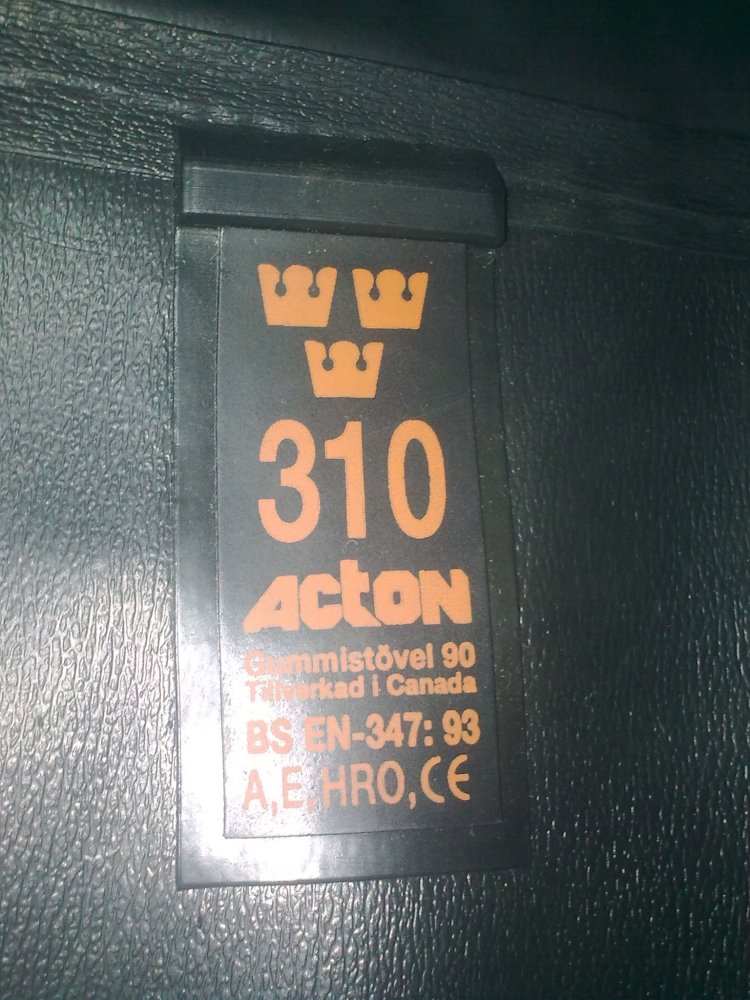 310
ACtON
Gummistövel 90
Tillverkad i Canada
BS EN-347: 93
A, E, HRO, CE